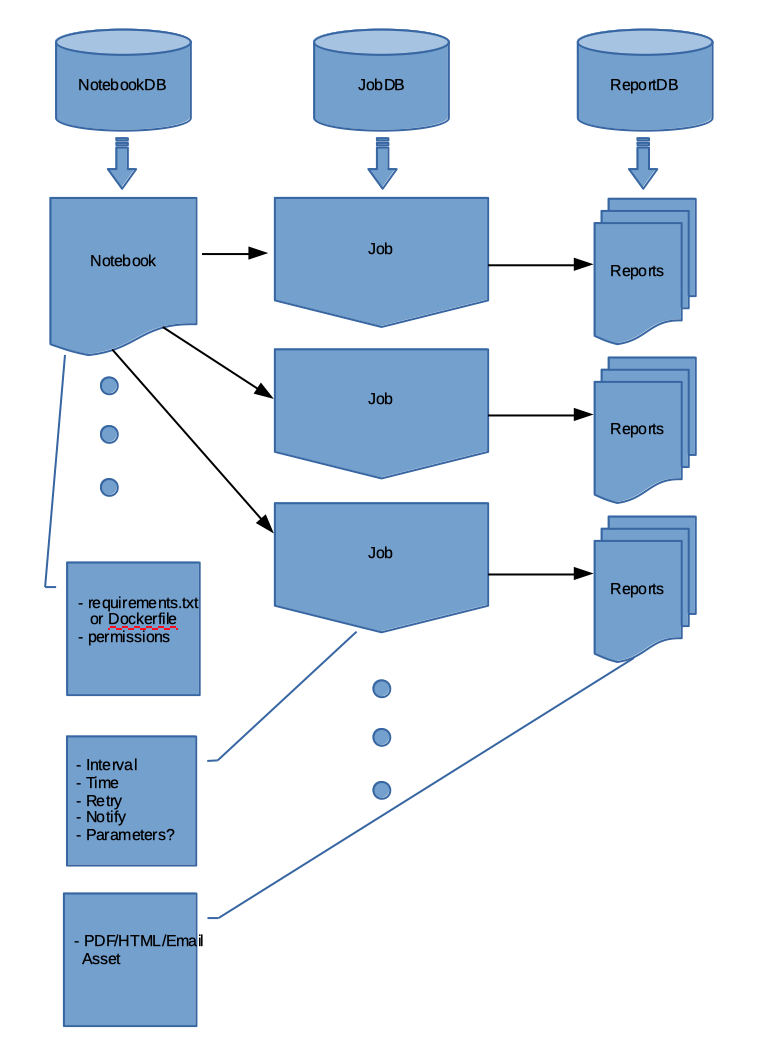 NotebookDB
JobDB
ReportDB
Notebook
Job
Reports
Job
Reports
Job
Reports
- requirements.txt
or Dockerfile
- permissions
- Interval
- Time
- Retry
- Notify
- Parameters?
- PDF/HTML/Email
Asset